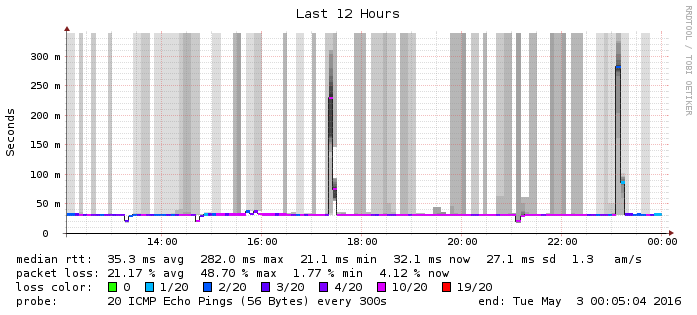 Last 12 Hours
RRDTOOL / TOBI OETIKER
Seconds
300 m
250 m
200 m
150 m
100 m
50 m
0
14:00 16:00 18:00 20:00 22:00 00:00
median rtt: 35.3 ms avg 282.0 ms max 21.1 ms min 32.1 ms now 27.1 ms sd 1.3 am/s
packet loss: 21.17 % avg 48.70 % max 1.77 % min 4.12 % now
loss color: 0 1/20 2/20 3/20 4/20 10/20 19/20
probe: 20 ICMP Echo Pings (56 Bytes) every 300s end: Tue May 3 00:05:04 2016